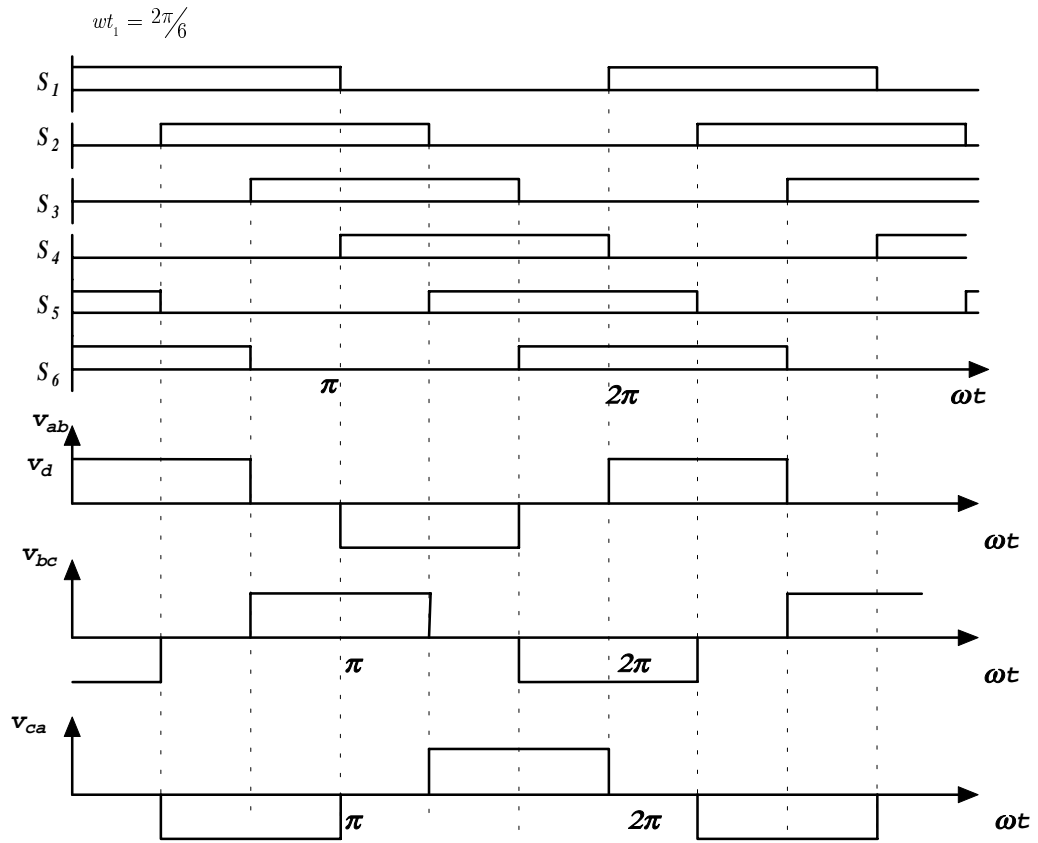 wt₁ = 2π/6
S₁
S₂
S₃
S₄
S₅
S₆
π
2π
ωt
v_ab
v_d
ωt
v_bc
π
2π
ωt
v_ca
π
2π
ωt